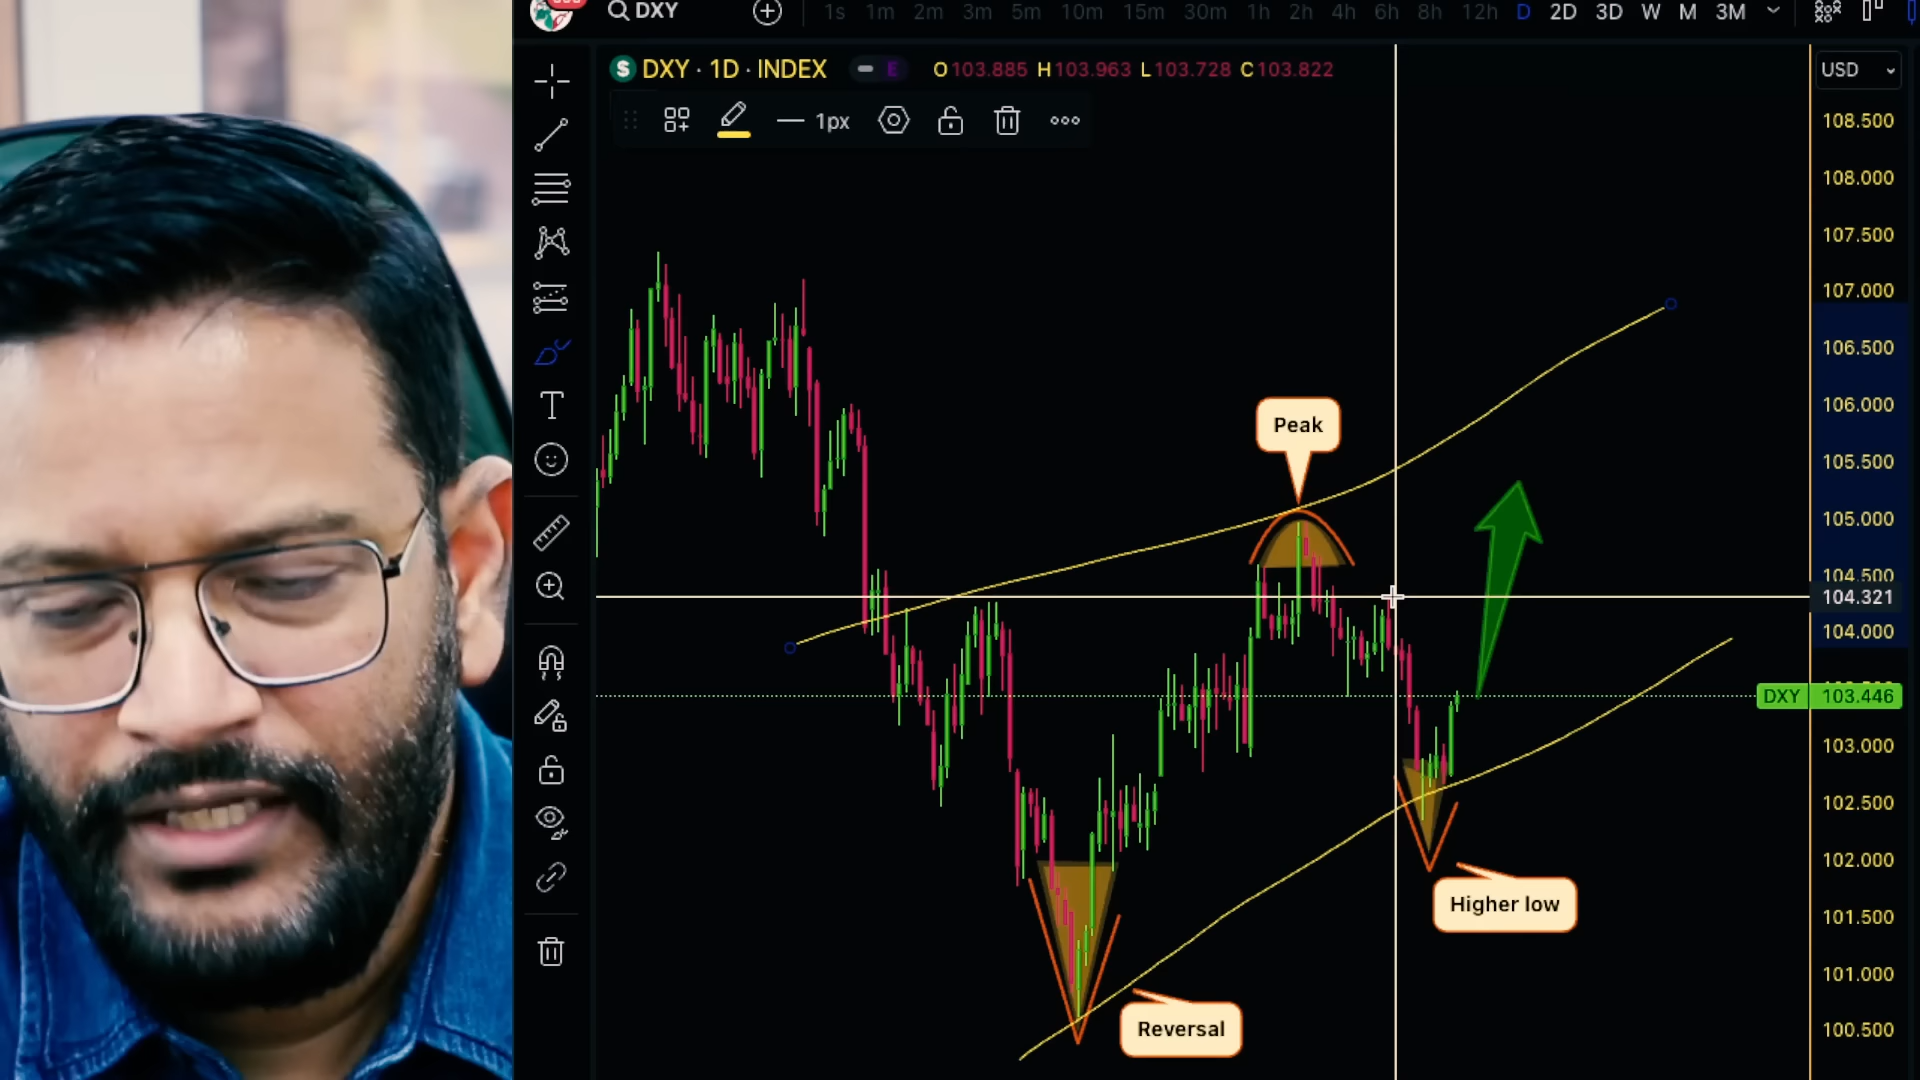 DXY
1s 1m 2m 3m 5m 10m 15m 30m 1h 2h 4h 6h 8h 12h D 2D 3D W M 3M
S DXY · 1D · INDEX E O103.885 H103.963 L103.728 C103.822
USD
1px
T
108.500
108.000
107.500
107.000
106.500
106.000
105.500
105.000
104.500
104.321
104.000
DXY 103.446
103.000
102.500
102.000
101.500
101.000
100.500
Peak
Higher low
Reversal